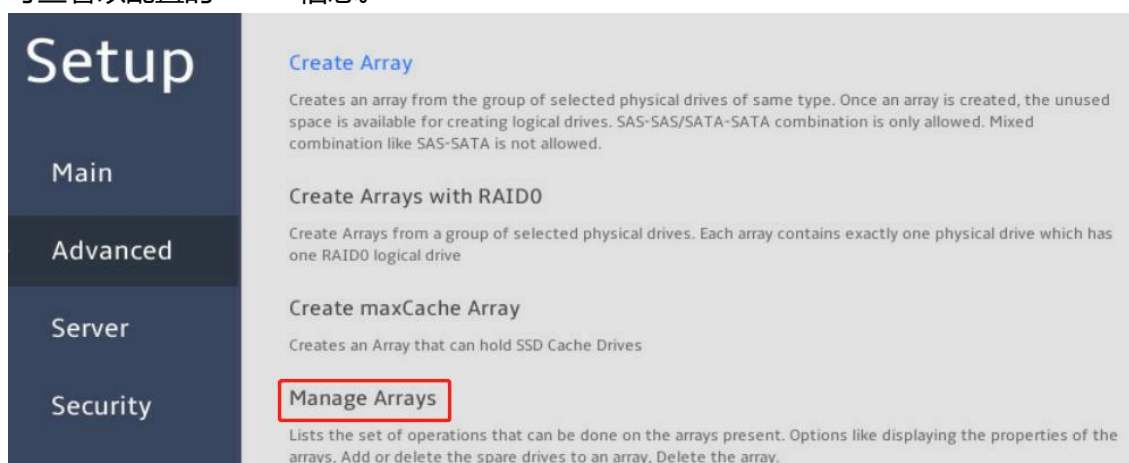 Setup
Main
Advanced
Server
Security
Create Array
Creates an array from the group of selected physical drives of same type. Once an array is created, the unused
space is available for creating logical drives. SAS-SAS/SATA-SATA combination is only allowed. Mixed
combination like SAS-SATA is not allowed.
Create Arrays with RAID0
Create Arrays from a group of selected physical drives. Each array contains exactly one physical drive which has
one RAID0 logical drive
Create maxCache Array
Creates an Array that can hold SSD Cache Drives
Manage Arrays
Lists the set of operations that can be done on the arrays present. Options like displaying the properties of the
arrays, Add or delete the spare drives to an array, Delete the array.